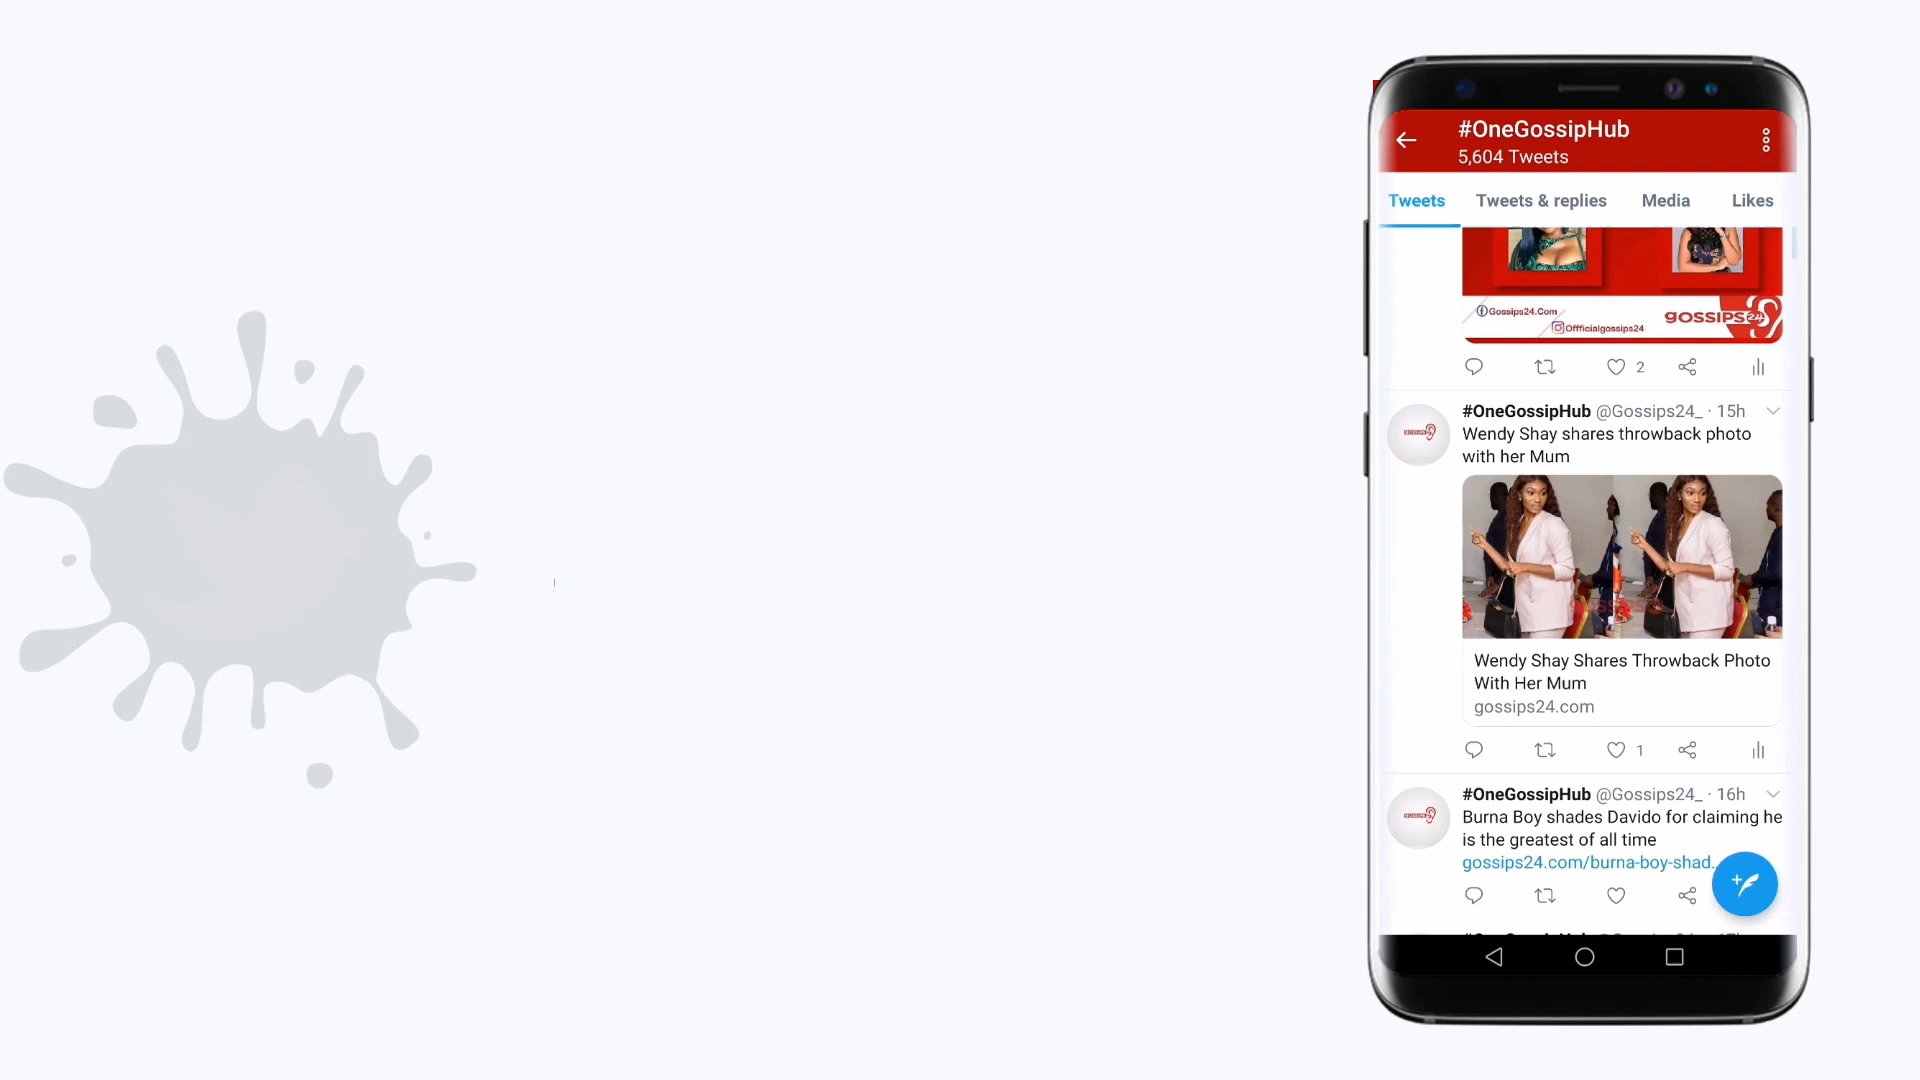 #OneGossipHub
5,604 Tweets
Tweets Tweets & replies Media Likes
Gossips24.Com
Offficialgossips24
GOSSIPS24
2
#OneGossipHub @Gossips24_ · 15h
Wendy Shay shares throwback photo
with her Mum
Wendy Shay Shares Throwback Photo
With Her Mum
gossips24.com
1
#OneGossipHub @Gossips24_ · 16h
Burna Boy shades Davido for claiming he
is the greatest of all time
gossips24.com/burna-boy-shad..